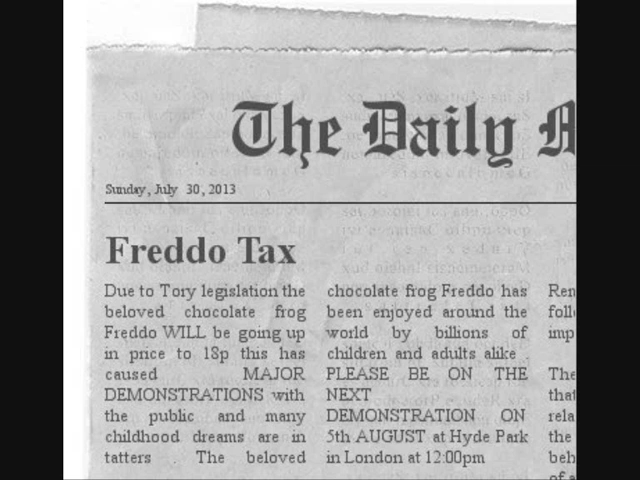 The Daily
Sunday, July 30, 2013
Freddo Tax
Due to Tory legislation the
beloved chocolate frog
Freddo WILL be going up
in price to 18p this has
caused MAJOR
DEMONSTRATIONS with
the public and many
childhood dreams are in
tatters The beloved
chocolate frog Freddo has
been enjoyed around the
world by billions of
children and adults alike
PLEASE BE ON THE
NEXT
DEMONSTRATION ON
5th AUGUST at Hyde Park
in London at 12:00pm